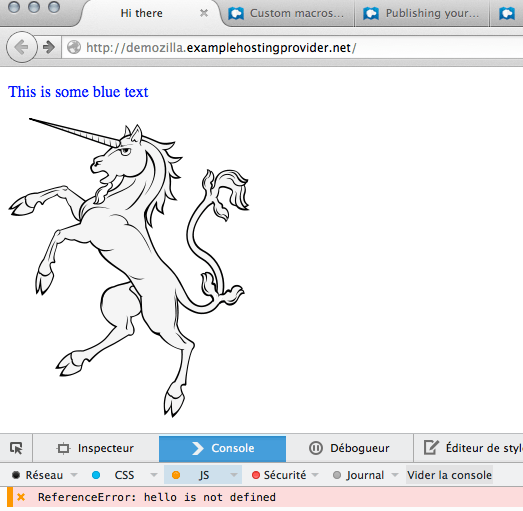 Hi there
Custom macros...
Publishing your...
http://demozilla.examplehostingprovider.net/
This is some blue text
Inspecteur
Console
Débogueur
Éditeur de style
Réseau
CSS
JS
Sécurité
Journal
Vider la console
ReferenceError: hello is not defined